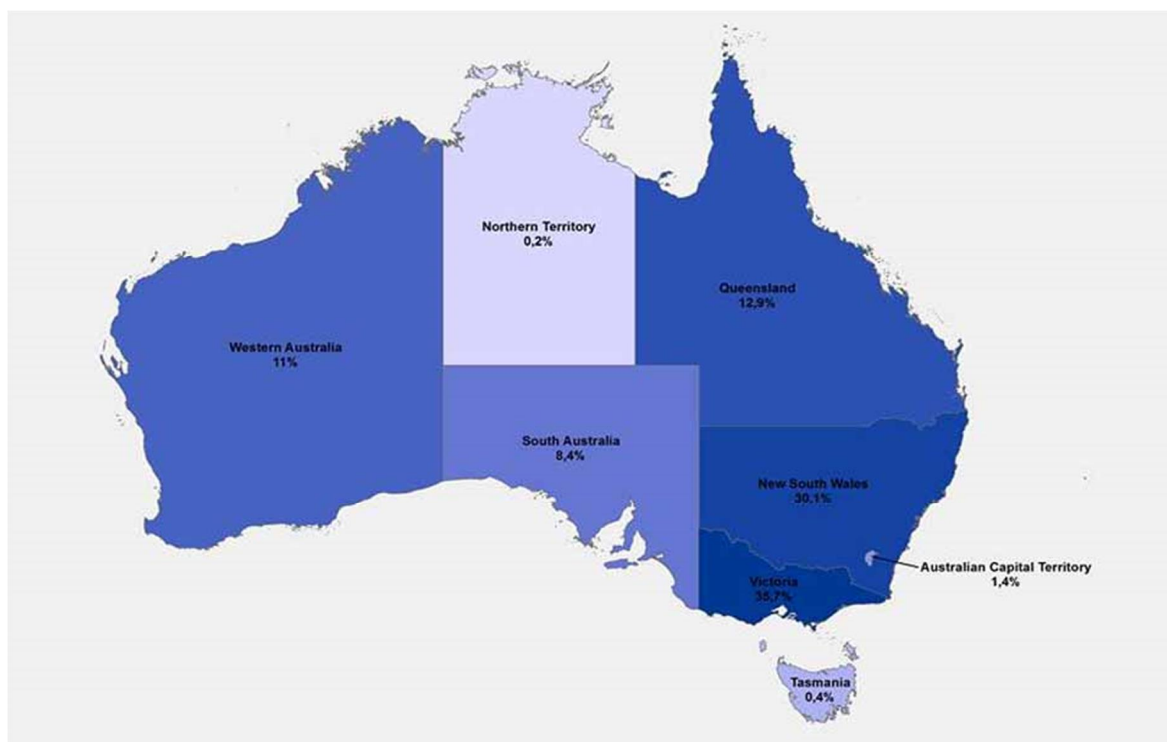 Northern Territory
0,2%
Queensland
12,9%
Western Australia
11%
South Australia
8,4%
New South Wales
30,1%
Australian Capital Territory
1,4%
Victoria
35,7%
Tasmania
0,4%